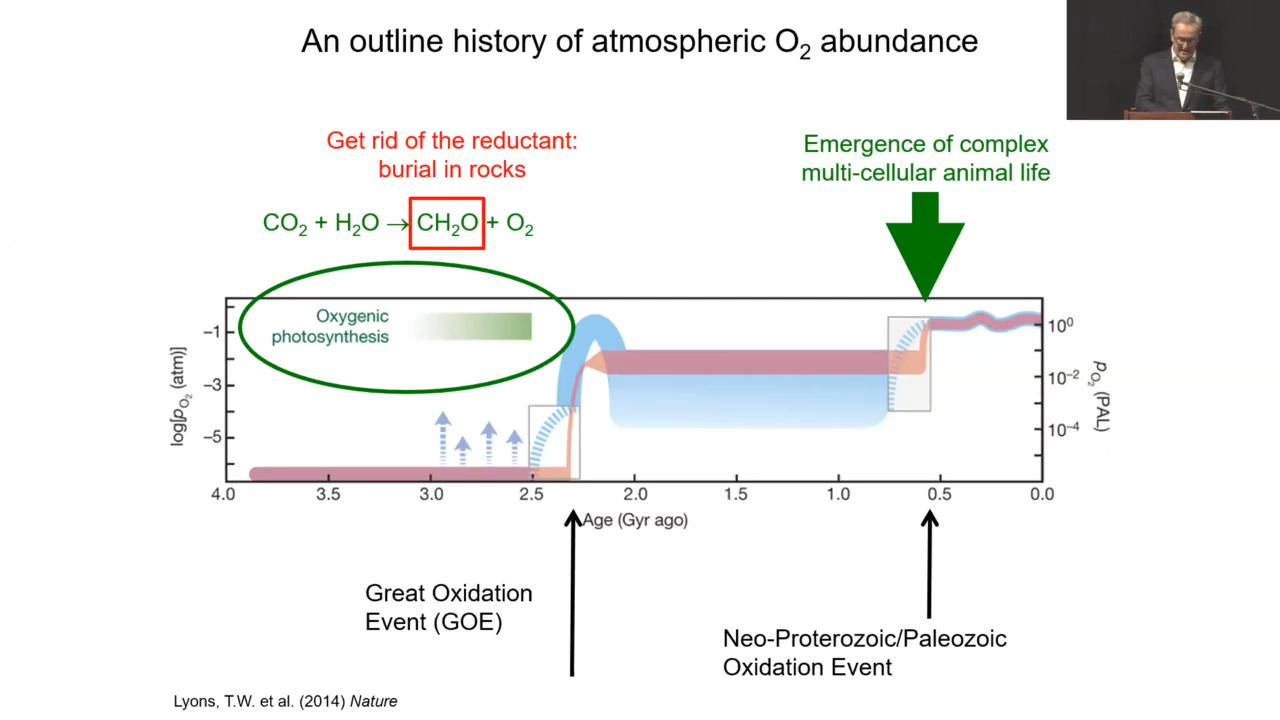 An outline history of atmospheric O₂ abundance
Get rid of the reductant:
burial in rocks
CO₂ + H₂O → CH₂O + O₂
Emergence of complex
multi-cellular animal life
Oxygenic
photosynthesis
log[pO₂ (atm)]
−1
−3
−5
10⁰
10⁻²
10⁻⁴
pO₂ (PAL)
4.0 3.5 3.0 2.5 2.0 1.5 1.0 0.5 0.0
Age (Gyr ago)
Great Oxidation
Event (GOE)
Neo-Proterozoic/Paleozoic
Oxidation Event
Lyons, T.W. et al. (2014) Nature